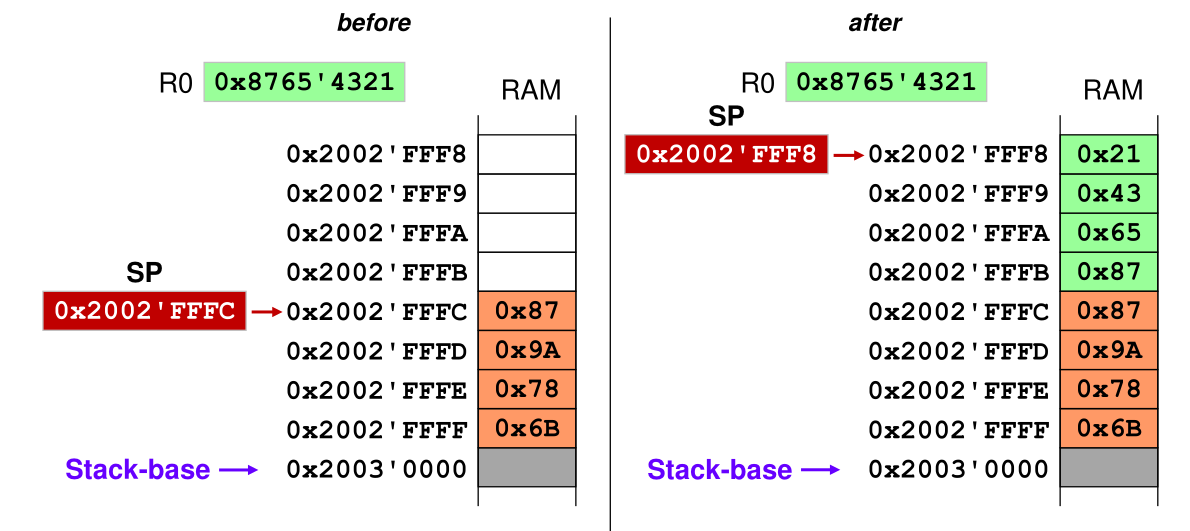 before
R0 0x8765'4321
RAM
0x2002'FFF8
0x2002'FFF9
0x2002'FFFA
SP
0x2002'FFFB
0x2002'FFFC 0x2002'FFFC 0x87
0x2002'FFFD 0x9A
0x2002'FFFE 0x78
0x2002'FFFF 0x6B
Stack-base 0x2003'0000
after
R0 0x8765'4321
RAM
SP
0x2002'FFF8 0x2002'FFF8 0x21
0x2002'FFF9 0x43
0x2002'FFFA 0x65
0x2002'FFFB 0x87
0x2002'FFFC 0x87
0x2002'FFFD 0x9A
0x2002'FFFE 0x78
0x2002'FFFF 0x6B
Stack-base 0x2003'0000